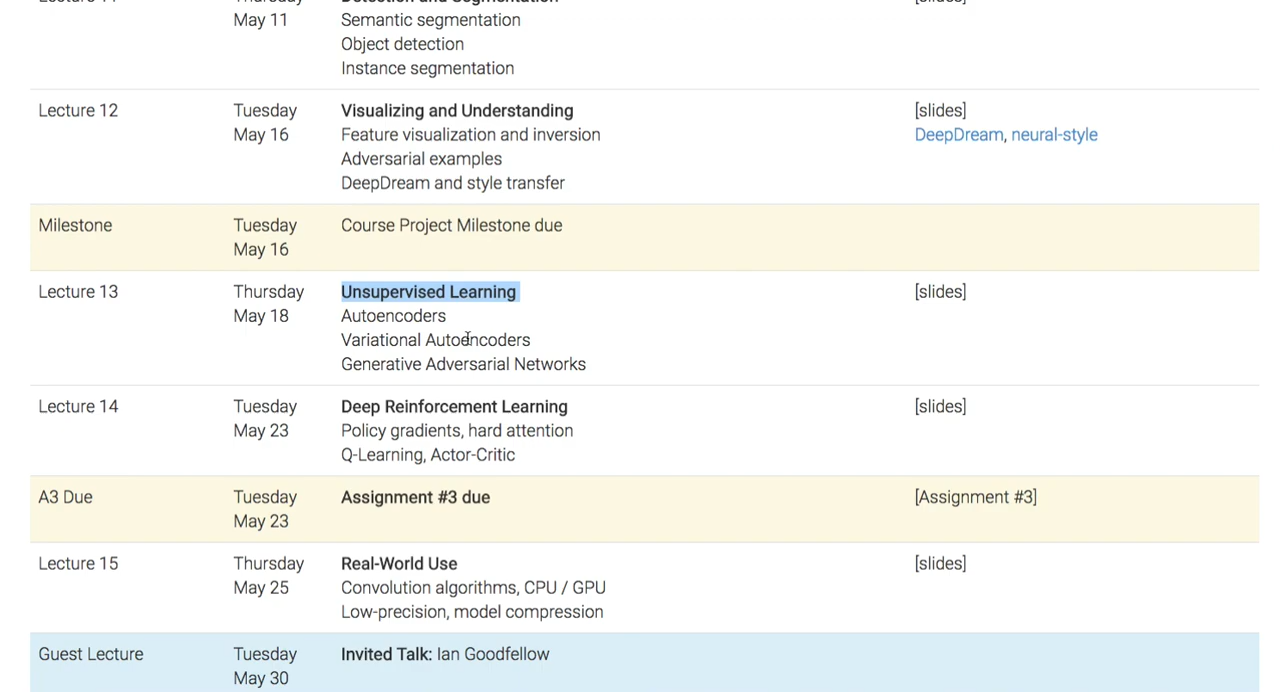 May 11
Semantic segmentation
Object detection
Instance segmentation
Lecture 12
Tuesday
May 16
Visualizing and Understanding
Feature visualization and inversion
Adversarial examples
DeepDream and style transfer
[slides]
DeepDream, neural-style
Milestone
Tuesday
May 16
Course Project Milestone due
Lecture 13
Thursday
May 18
Unsupervised Learning
Autoencoders
Variational Autoencoders
Generative Adversarial Networks
[slides]
Lecture 14
Tuesday
May 23
Deep Reinforcement Learning
Policy gradients, hard attention
Q-Learning, Actor-Critic
[slides]
A3 Due
Tuesday
May 23
Assignment #3 due
[Assignment #3]
Lecture 15
Thursday
May 25
Real-World Use
Convolution algorithms, CPU / GPU
Low-precision, model compression
[slides]
Guest Lecture
Tuesday
May 30
Invited Talk: Ian Goodfellow